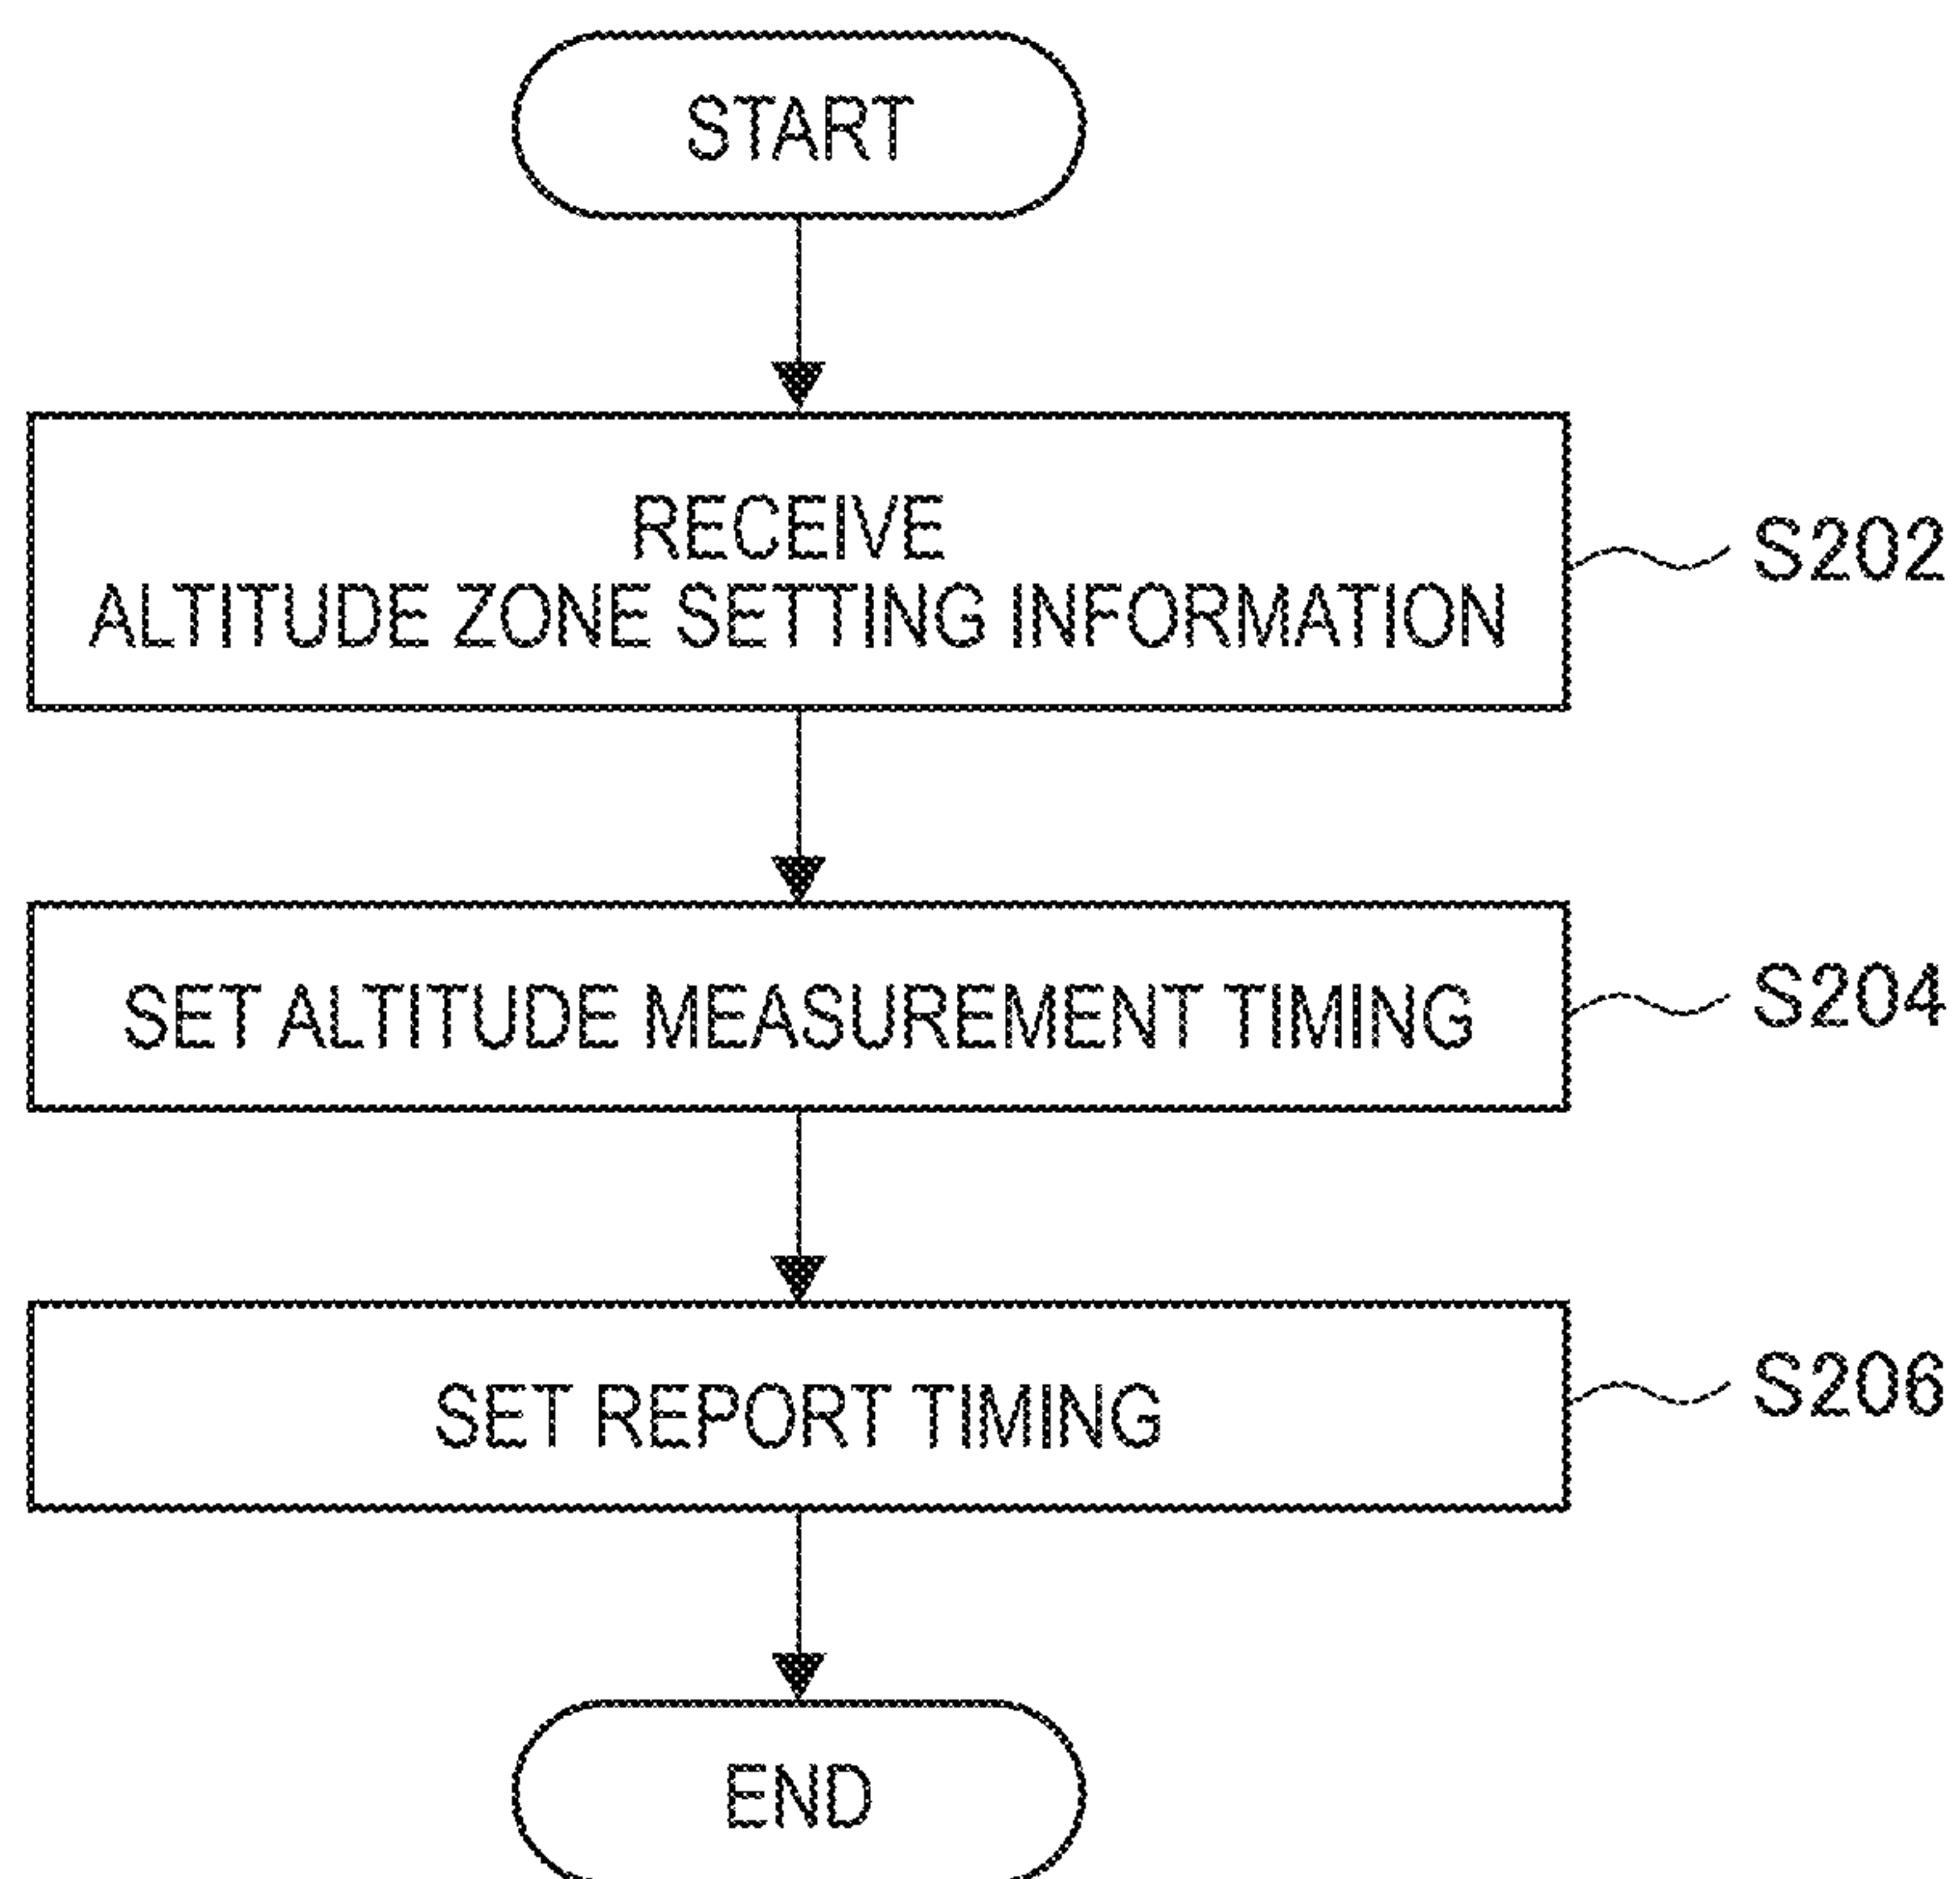 START
RECEIVE
ALTITUDE ZONE SETTING INFORMATION
S202
SET ALTITUDE MEASUREMENT TIMING
S204
SET REPORT TIMING
S206
END